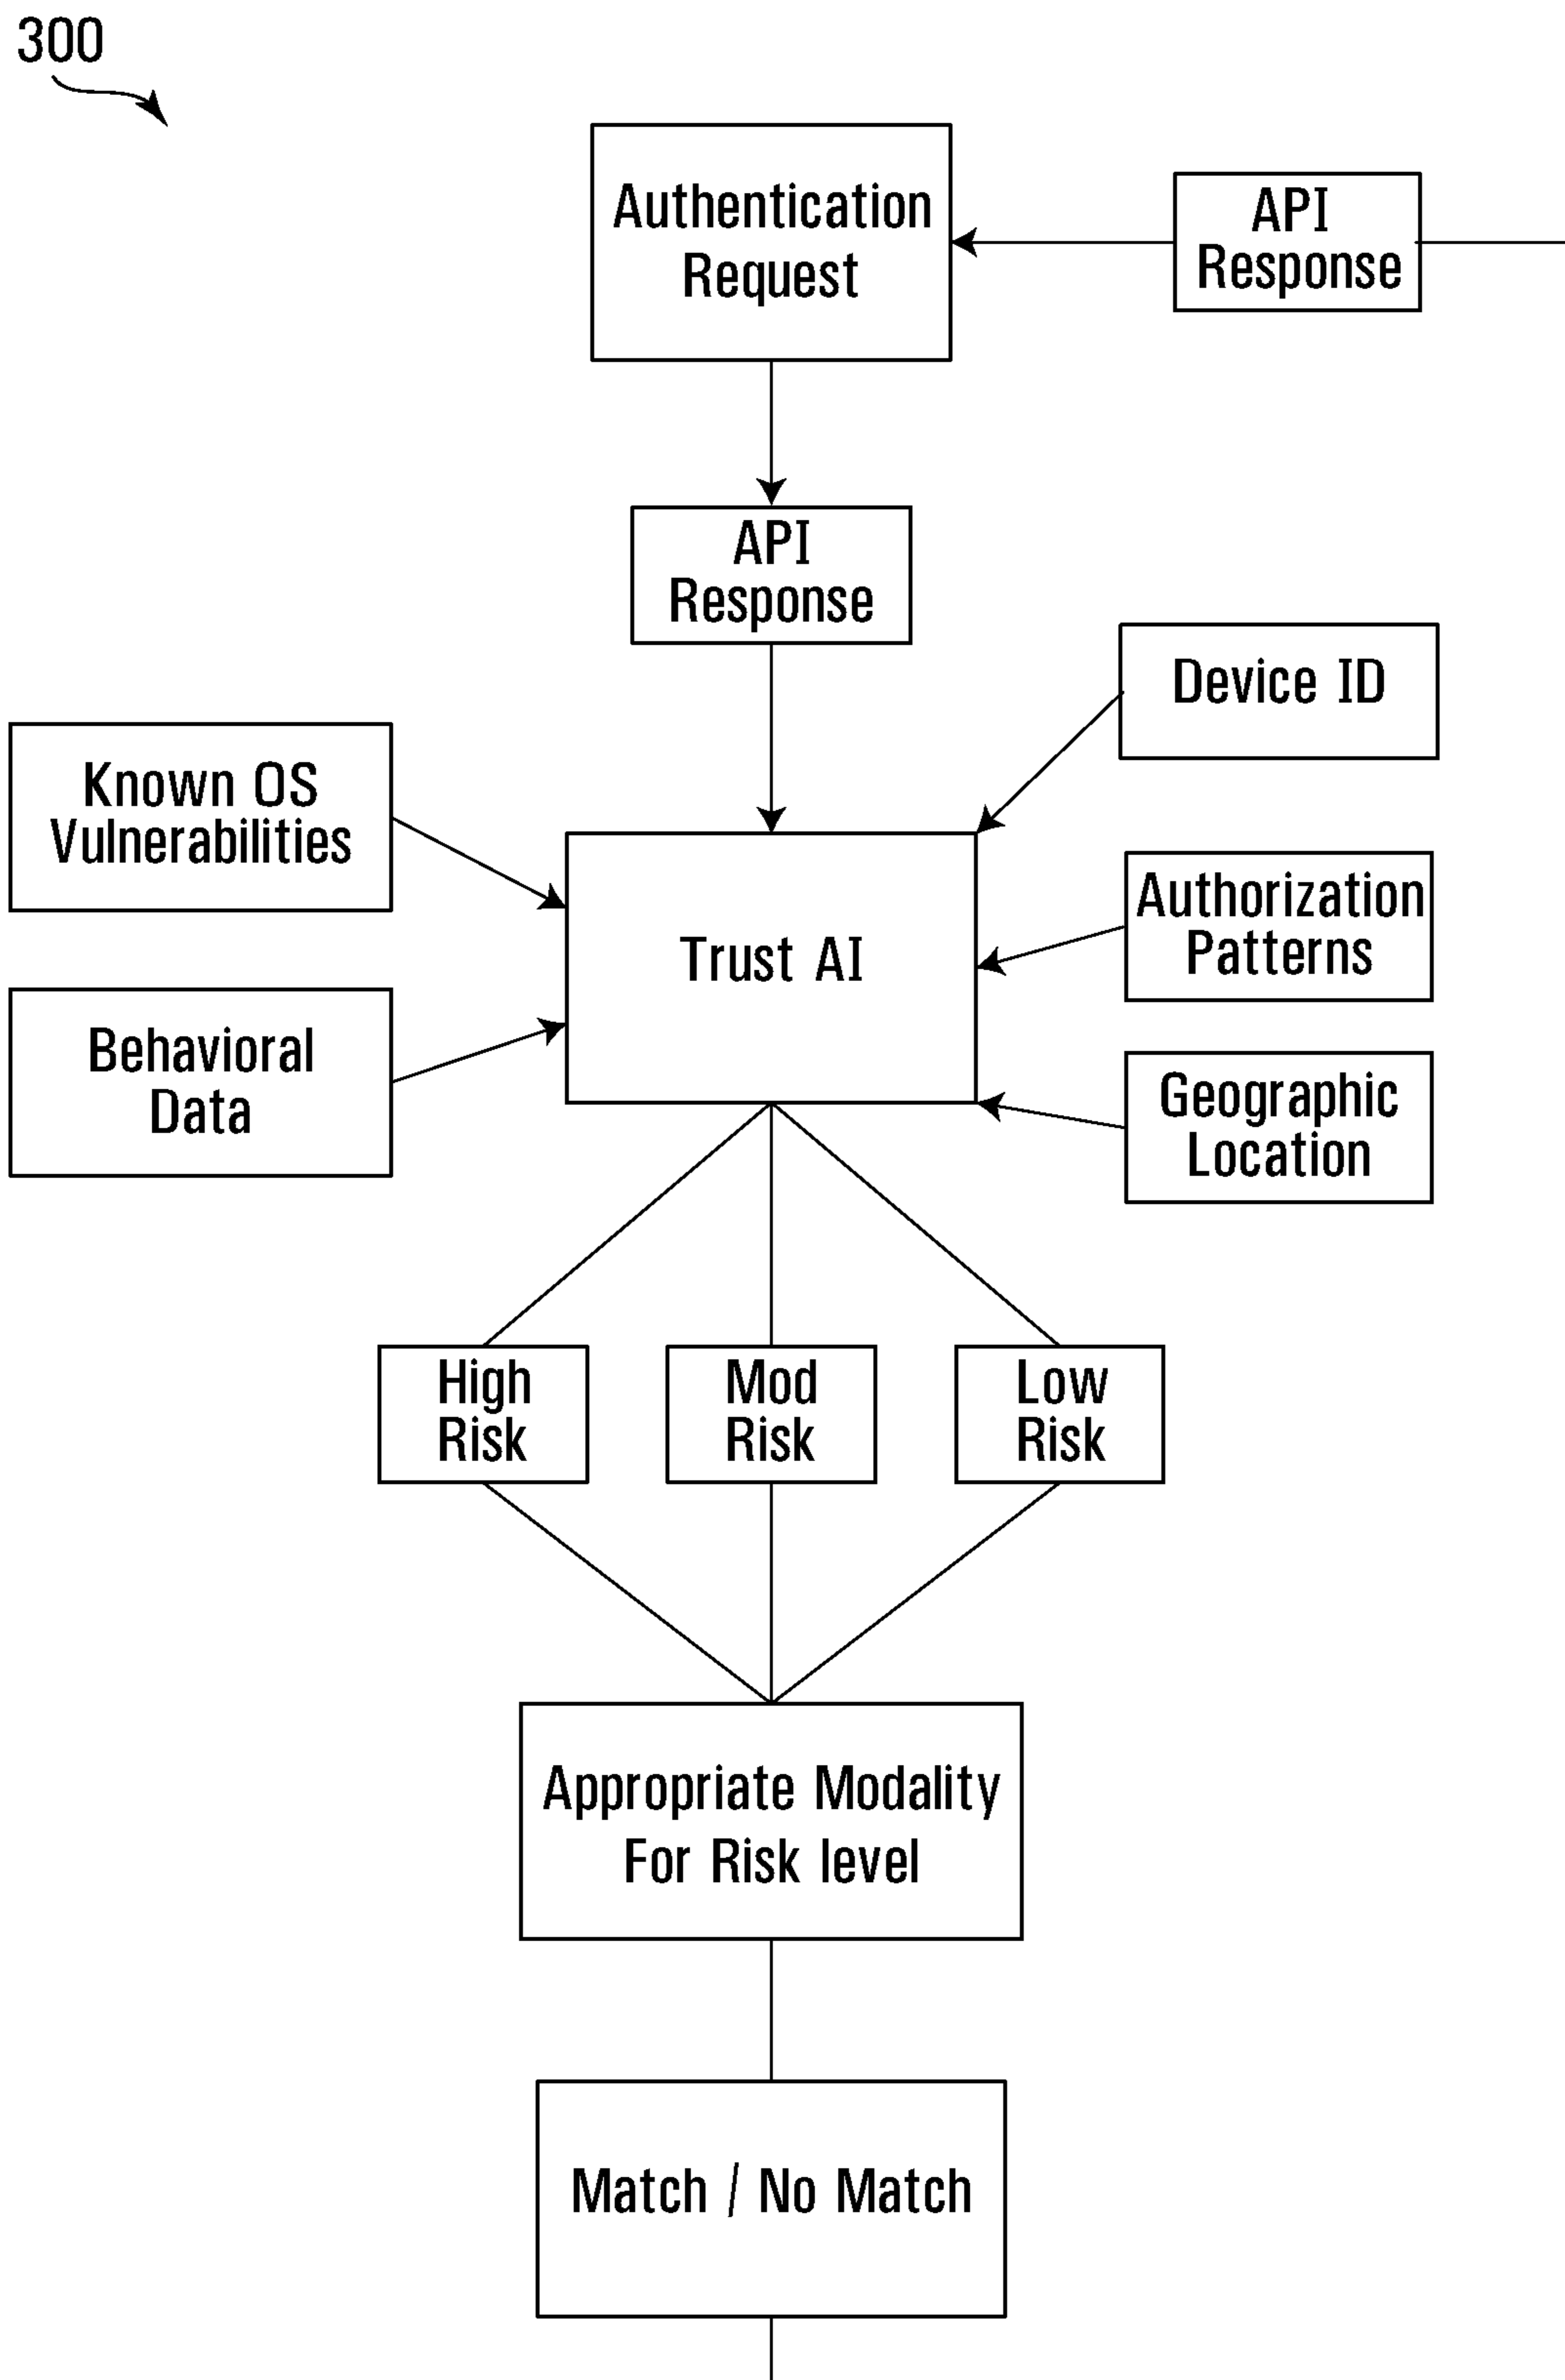 300
Authentication
Request
API
Response
API
Response
Device ID
Known OS
Vulnerabilities
Authorization
Patterns
Trust AI
Behavioral
Data
Geographic
Location
High
Risk
Mod
Risk
Low
Risk
Appropriate Modality
For Risk level
Match / No Match